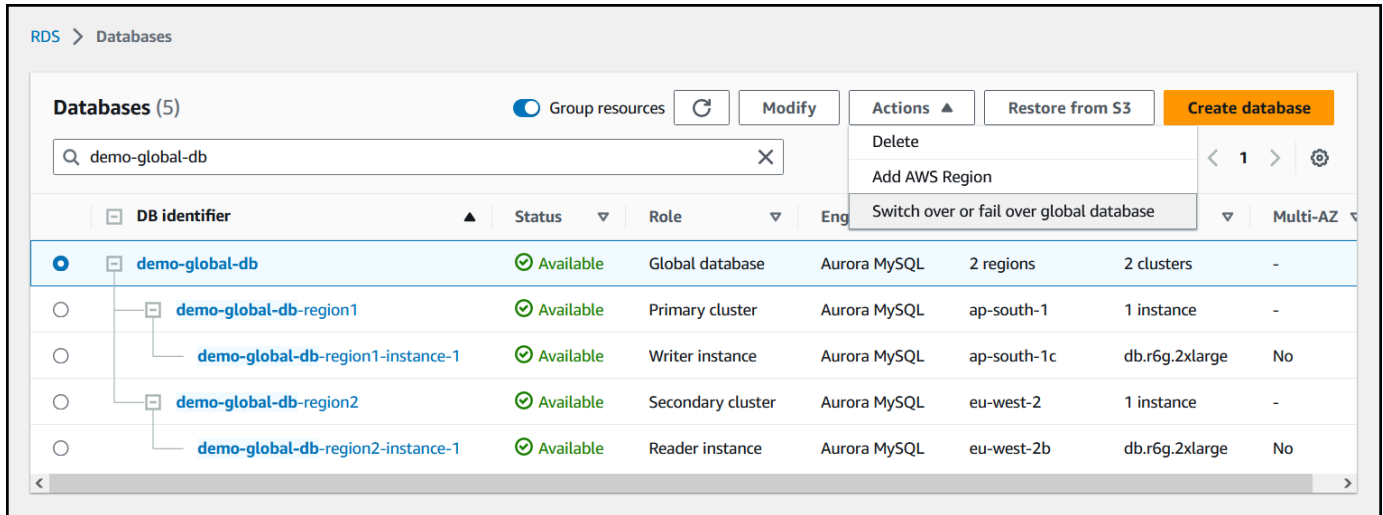 RDS > Databases
Databases (5) Group resources Modify Actions ▲ Restore from S3 Create database
demo-global-db
Delete
Add AWS Region
Switch over or fail over global database
1
DB identifier ▲ Status Role Eng Multi-AZ
demo-global-db Available Global database Aurora MySQL 2 regions 2 clusters -
demo-global-db-region1 Available Primary cluster Aurora MySQL ap-south-1 1 instance -
demo-global-db-region1-instance-1 Available Writer instance Aurora MySQL ap-south-1c db.r6g.2xlarge No
demo-global-db-region2 Available Secondary cluster Aurora MySQL eu-west-2 1 instance -
demo-global-db-region2-instance-1 Available Reader instance Aurora MySQL eu-west-2b db.r6g.2xlarge No